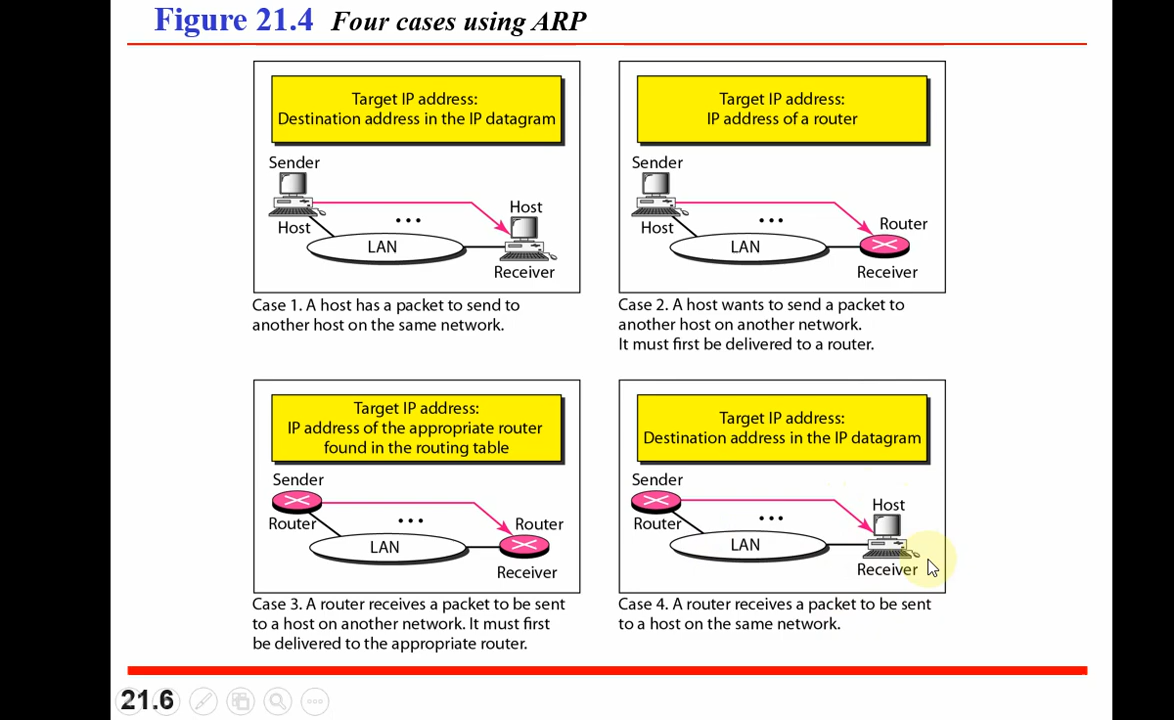 Figure 21.4 Four cases using ARP
Target IP address:
Destination address in the IP datagram
Sender
Host
LAN
Host
Receiver
Case 1. A host has a packet to send to
another host on the same network.
Target IP address:
IP address of a router
Sender
Host
LAN
Router
Receiver
Case 2. A host wants to send a packet to
another host on another network.
It must first be delivered to a router.
Target IP address:
IP address of the appropriate router
found in the routing table
Sender
Router
LAN
Router
Receiver
Case 3. A router receives a packet to be sent
to a host on another network. It must first
be delivered to the appropriate router.
Target IP address:
Destination address in the IP datagram
Sender
Router
LAN
Host
Receiver
Case 4. A router receives a packet to be sent
to a host on the same network.
21.6